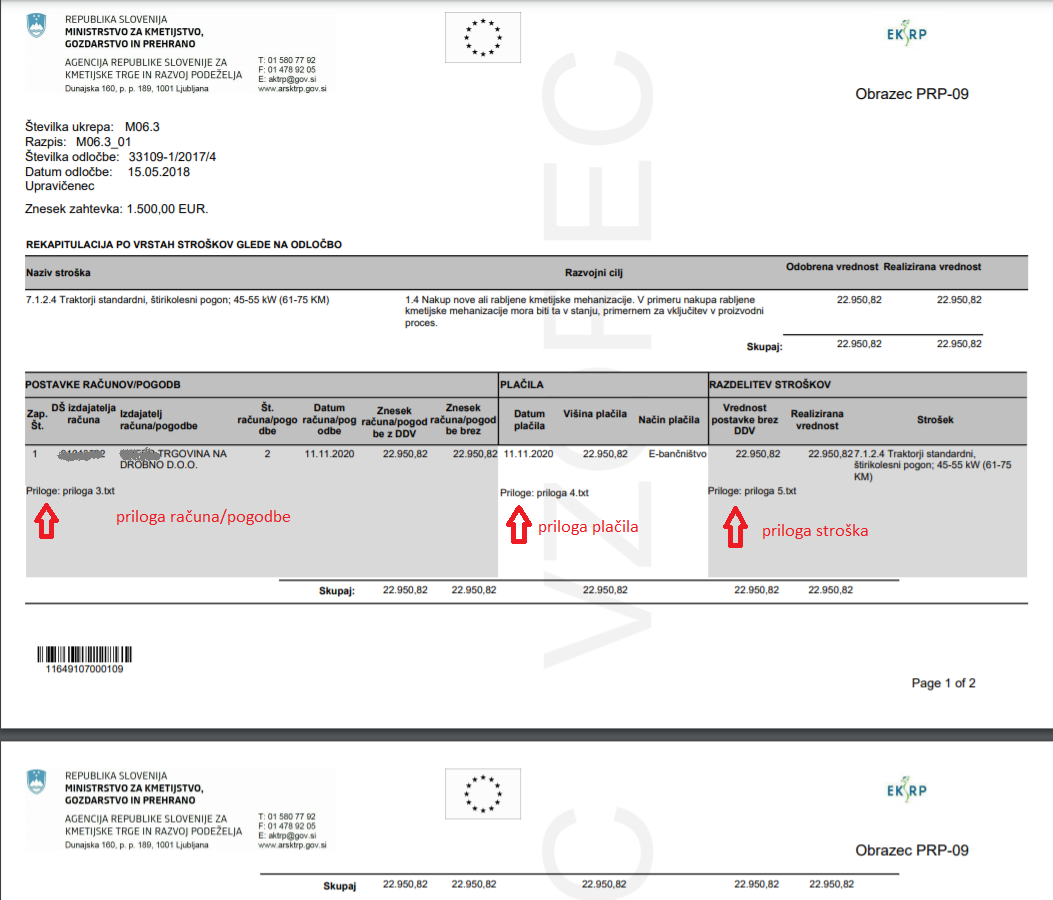 REPUBLIKA SLOVENIJA
MINISTRSTVO ZA KMETIJSTVO,
GOZDARSTVO IN PREHRANO
AGENCIJA REPUBLIKE SLOVENIJE ZA
KMETIJSKE TRGE IN RAZVOJ PODEŽELJA
Dunajska 160, p. p. 189, 1001 Ljubljana
T: 01 580 77 92
F: 01 478 92 05
E: aktrp@gov.si
www.arsktrp.gov.si
EKSRP
Obrazec PRP-09
Številka ukrepa: M06.3
Razpis: M06.3_01
Številka odločbe: 33109-1/2017/4
Datum odločbe: 15.05.2018
Upravičenec
Znesek zahtevka: 1.500,00 EUR.
REKAPITULACIJA PO VRSTAH STROŠKOV GLEDE NA ODLOČBO
Naziv stroška Razvojni cilj Odobrena vrednost Realizirana vrednost
7.1.2.4 Traktorji standardni, štirikolesni pogon; 45-55 kW (61-75 KM) 1.4 Nakup nove ali rabljene kmetijske mehanizacije. V primeru nakupa rabljene 22.950,82 22.950,82
kmetijske mehanizacije mora biti ta v stanju, primernem za vključitev v proizvodni
proces.
Skupaj: 22.950,82 22.950,82
POSTAVKE RAČUNOV/POGODB PLAČILA RAZDELITEV STROŠKOV
Zap. Št.
DŠ izdajatelja računa
Izdajatelj računa/pogodbe
Št. računa/pogo dbe
Datum računa/pog odbe
Znesek računa/pogod be z DDV
Znesek računa/pogod be brez
Datum plačila
Višina plačila
Način plačila
Vrednost postavke brez DDV
Realizirana vrednost
Strošek
1 TRGOVINA NA 2 11.11.2020 22.950,82 22.950,82 11.11.2020 22.950,82 E-bančništvo 22.950,82 22.950,82 7.1.2.4 Traktorji standardni,
DROBNO D.O.O. štirikolesni pogon; 45-55 kW (61-75
KM)
Priloge: priloga 3.txt Priloge: priloga 4.txt Priloge: priloga 5.txt
priloga računa/pogodbe priloga plačila priloga stroška
Skupaj: 22.950,82 22.950,82 22.950,82 22.950,82 22.950,82
VZOREC
11649107000109
Page 1 of 2
REPUBLIKA SLOVENIJA
MINISTRSTVO ZA KMETIJSTVO,
GOZDARSTVO IN PREHRANO
AGENCIJA REPUBLIKE SLOVENIJE ZA
KMETIJSKE TRGE IN RAZVOJ PODEŽELJA
Dunajska 160, p. p. 189, 1001 Ljubljana
T: 01 580 77 92
F: 01 478 92 05
E: aktrp@gov.si
www.arsktrp.gov.si
EKSRP
Obrazec PRP-09
Skupaj 22.950,82 22.950,82 22.950,82 22.950,82 22.950,82
C